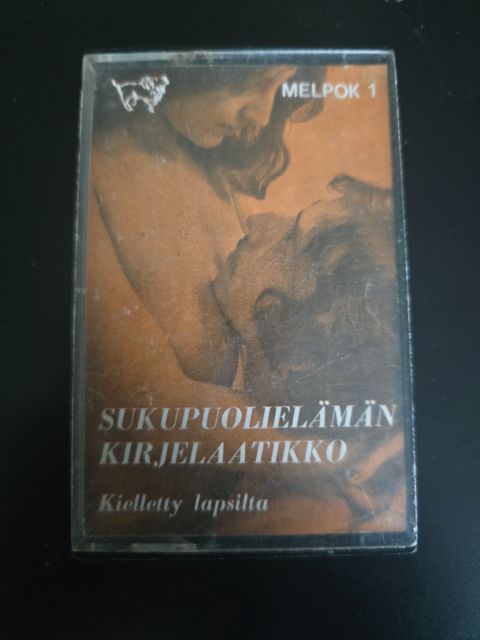 MELPOK 1
SUKUPUOLIELÄMÄN
KIRJELAATIKKO
Kielletty lapsilta